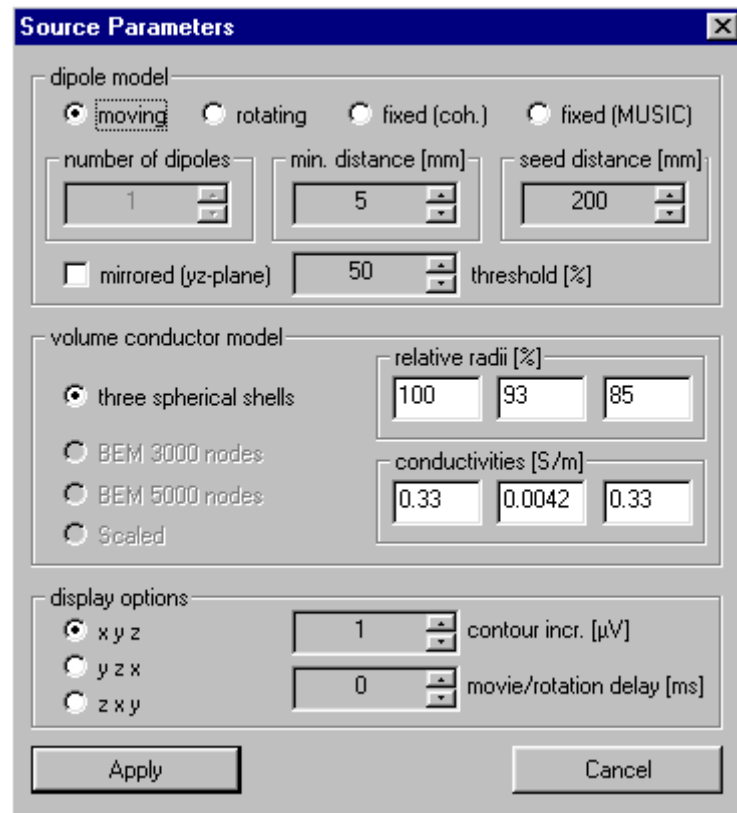 Source Parameters
dipole model
moving rotating fixed (coh.) fixed (MUSIC)
number of dipoles min. distance [mm] seed distance [mm]
1 5 200
mirrored (yz-plane) 50 threshold [%]
volume conductor model
relative radii [%]
three spherical shells 100 93 85
BEM 3000 nodes
conductivities [S/m]
BEM 5000 nodes 0.33 0.0042 0.33
Scaled
display options
x y z 1 contour incr. [µV]
y z x
0 movie/rotation delay [ms]
z x y
Apply Cancel